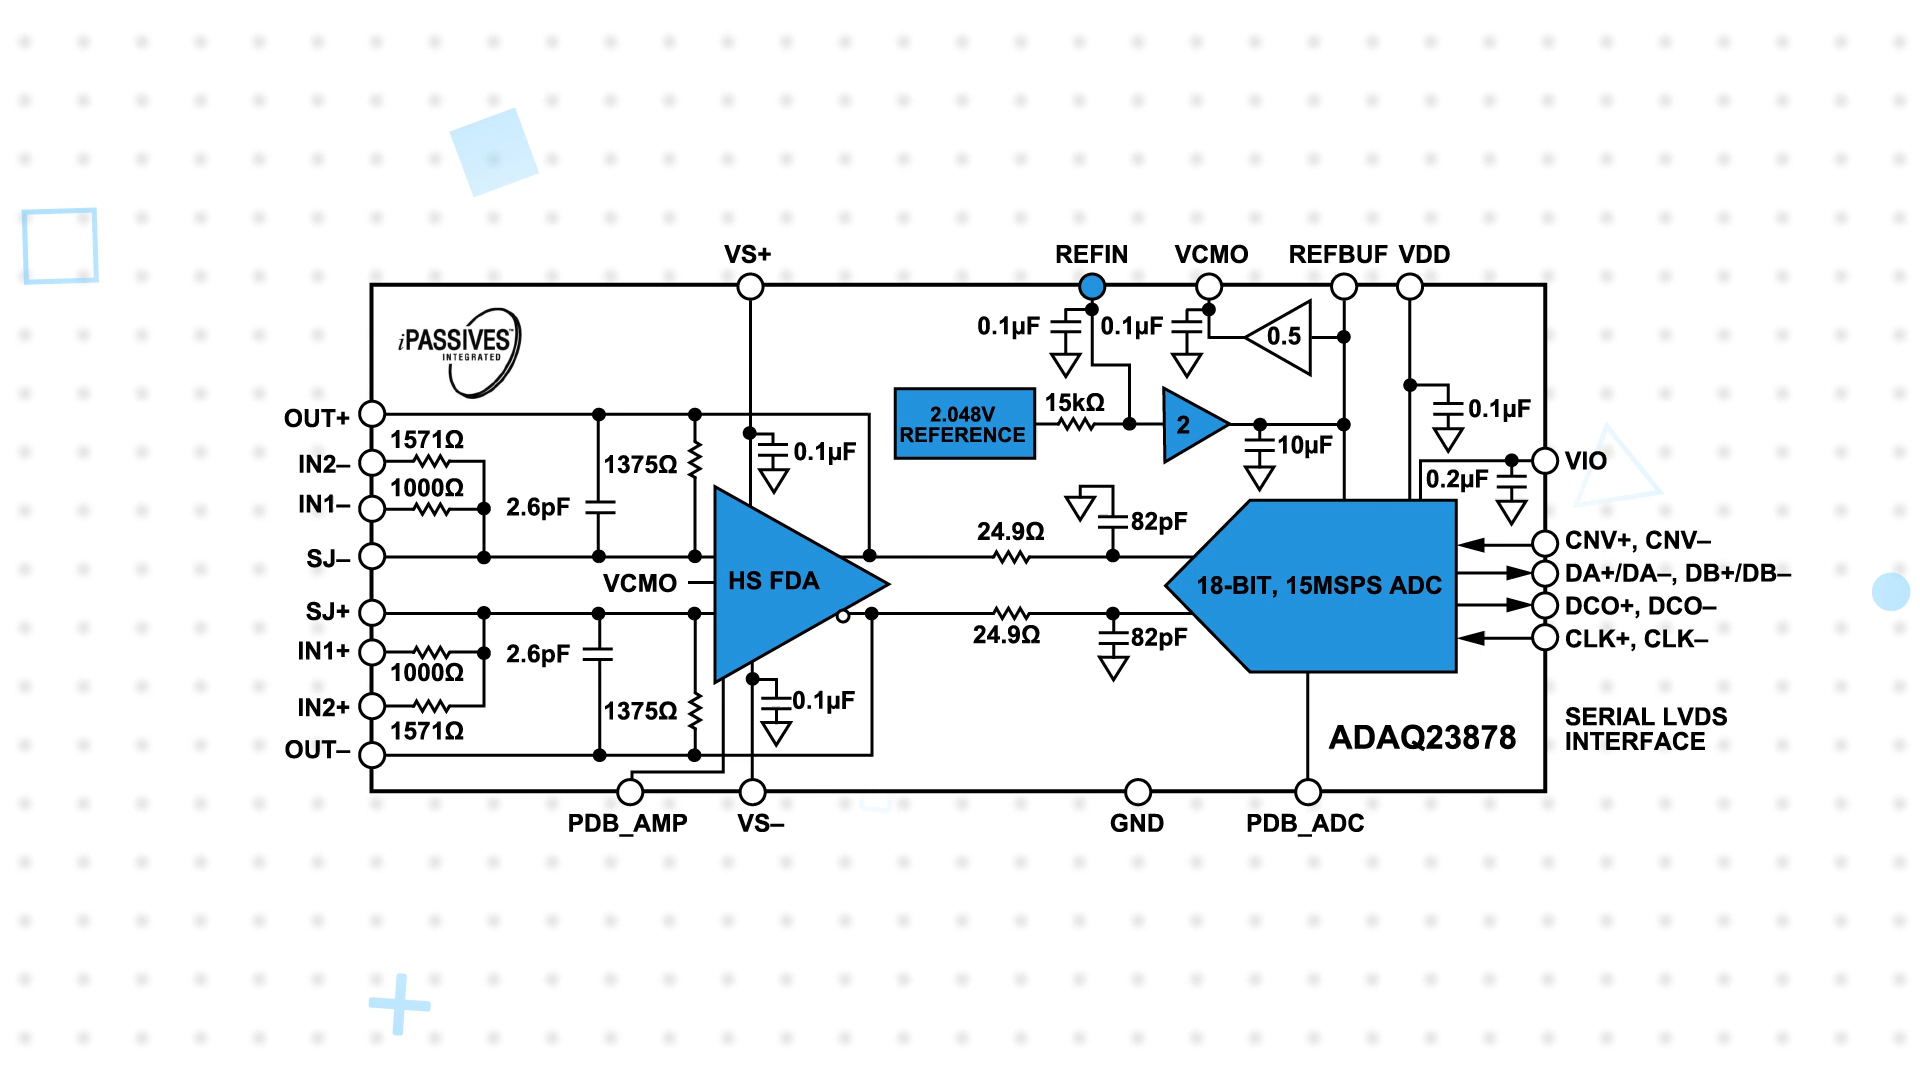 VS+
REFIN
VCMO
REFBUF
VDD
iPASSIVES™
INTEGRATED
0.1µF
0.1µF
0.5
2.048V
REFERENCE
15kΩ
2
10µF
0.1µF
OUT+
1571Ω
IN2–
1000Ω
IN1–
SJ–
2.6pF
1375Ω
0.1µF
VCMO
HS FDA
24.9Ω
82pF
18-BIT, 15MSPS ADC
0.2µF
VIO
CNV+, CNV–
DA+/DA–, DB+/DB–
DCO+, DCO–
CLK+, CLK–
SJ+
IN1+
1000Ω
IN2+
1571Ω
OUT–
2.6pF
1375Ω
0.1µF
24.9Ω
82pF
ADAQ23878
SERIAL LVDS
INTERFACE
PDB_AMP
VS–
GND
PDB_ADC